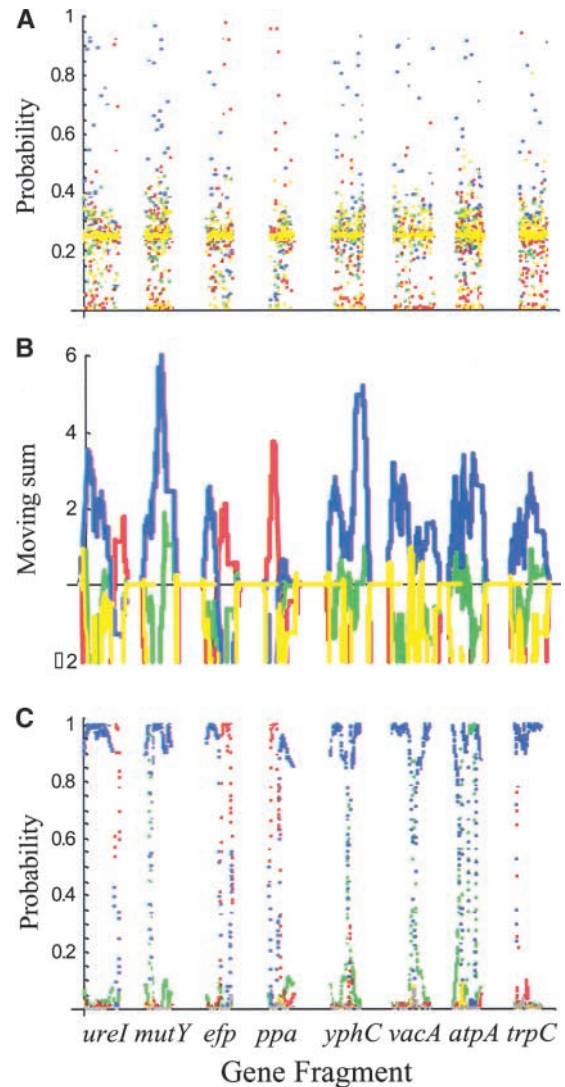 A
1
0.8
0.6
0.4
0.2
Probability
B
6
4
2
▯2
Moving sum
C
1
0.8
0.6
0.4
0.2
Probability
ureI mutY efp ppa yphC vacA atpA trpC
Gene Fragment